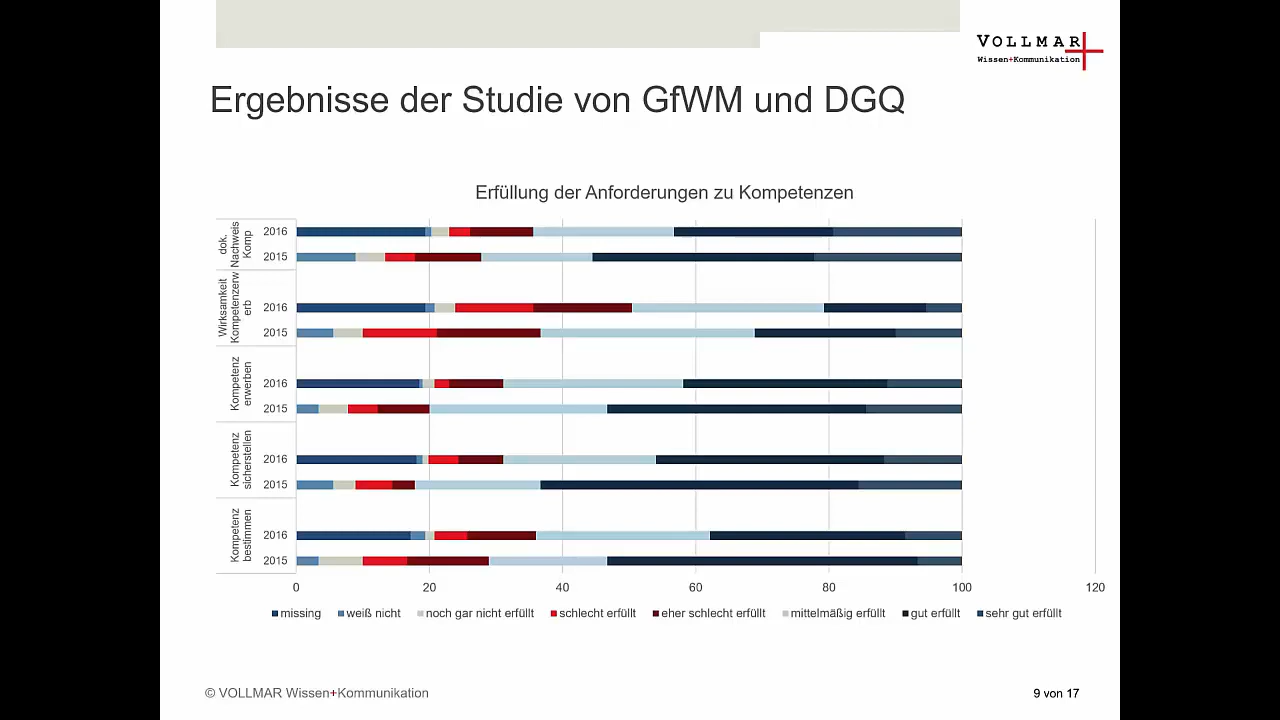 VOLLMAR
Wissen+Kommunikation
Ergebnisse der Studie von GfWM und DGQ
Erfüllung der Anforderungen zu Kompetenzen
dok.
Nachweis
Komp
2016
2015
Wirksamkeit
Kompetenzerw
erb
2016
2015
Kompetenz
erwerben
2016
2015
Kompetenz
sicherstellen
2016
2015
Kompetenz
bestimmen
2016
2015
0 20 40 60 80 100 120
missing weiß nicht noch gar nicht erfüllt schlecht erfüllt eher schlecht erfüllt mittelmäßig erfüllt gut erfüllt sehr gut erfüllt
© VOLLMAR Wissen+Kommunikation
9 von 17